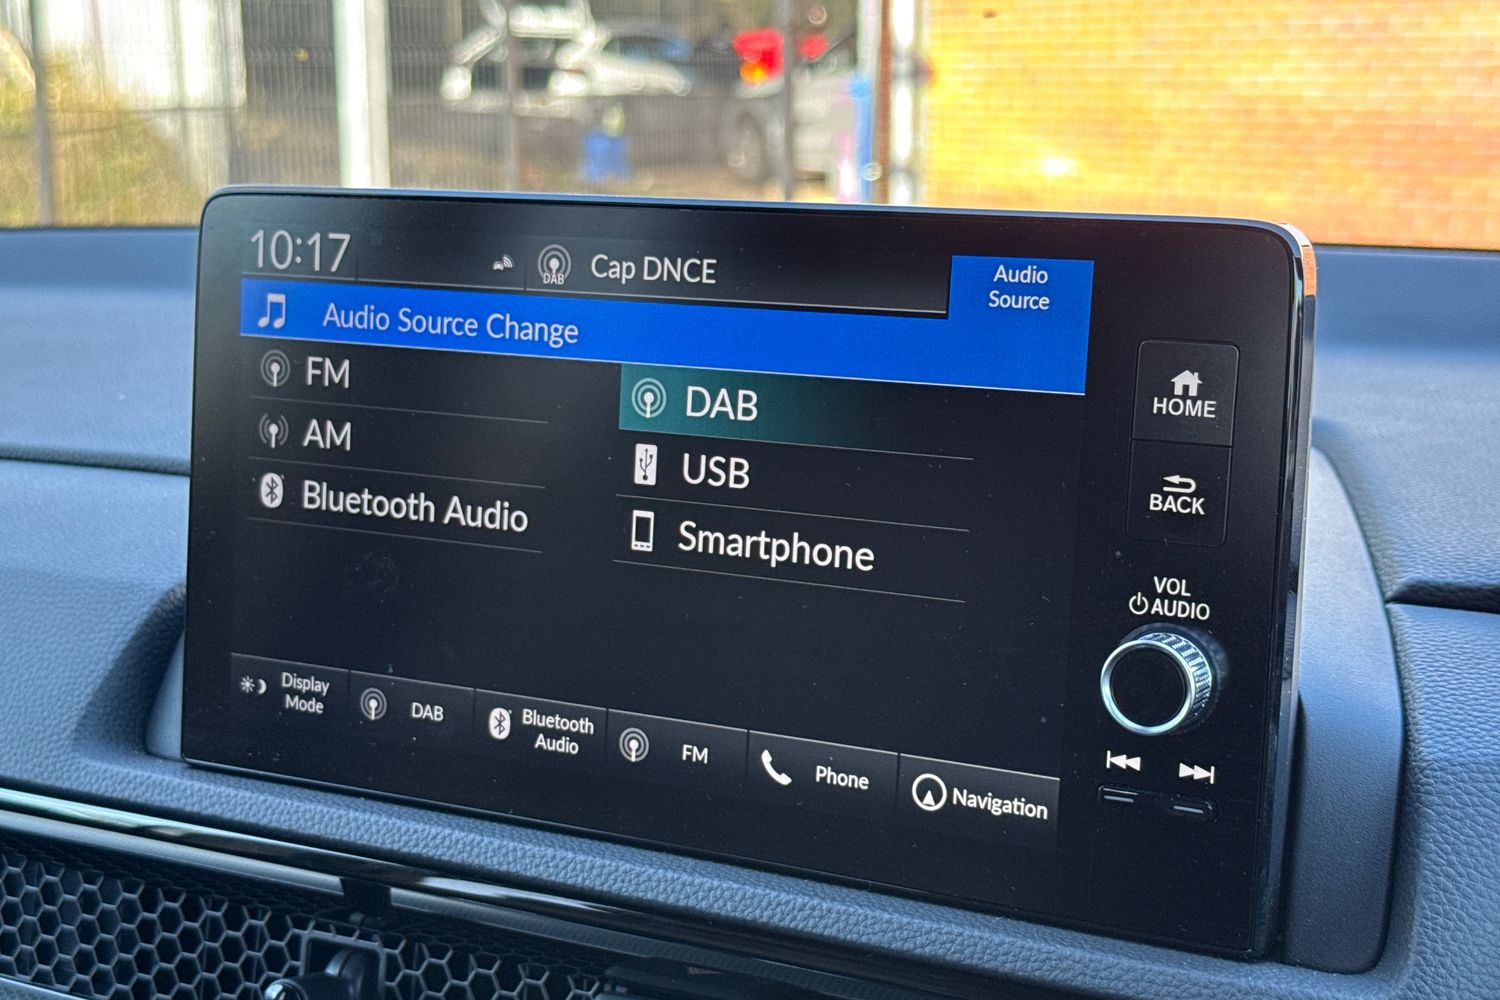 10:17
DAB
Cap DNCE
Audio
Source
Audio Source Change
FM
DAB
AM
USB
Bluetooth Audio
Smartphone
Display
Mode
DAB
Bluetooth
Audio
FM
Phone
Navigation
HOME
BACK
VOL
AUDIO